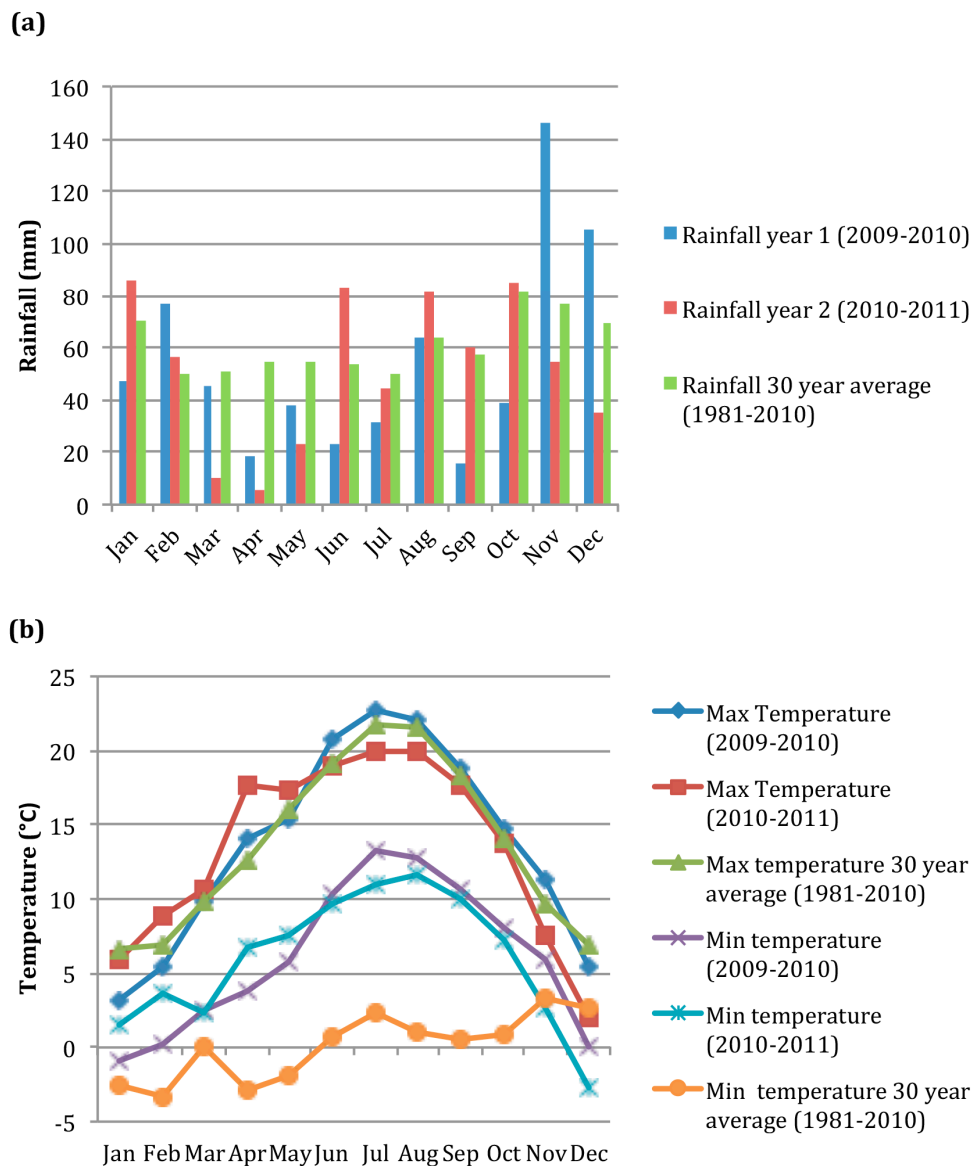 (a)
160
140
120
100
80
60
40
20
0
Rainfall (mm)
Jan Feb Mar Apr May Jun Jul Aug Sep Oct Nov Dec
Rainfall year 1 (2009-2010)
Rainfall year 2 (2010-2011)
Rainfall 30 year average
(1981-2010)
(b)
25
20
15
10
5
0
-5
Temperature (°C)
Jan Feb Mar Apr May Jun Jul Aug Sep Oct Nov Dec
Max Temperature
(2009-2010)
Max Temperature
(2010-2011)
Max temperature 30 year
average (1981-2010)
Min temperature
(2009-2010)
Min temperature
(2010-2011)
Min temperature 30 year
average (1981-2010)